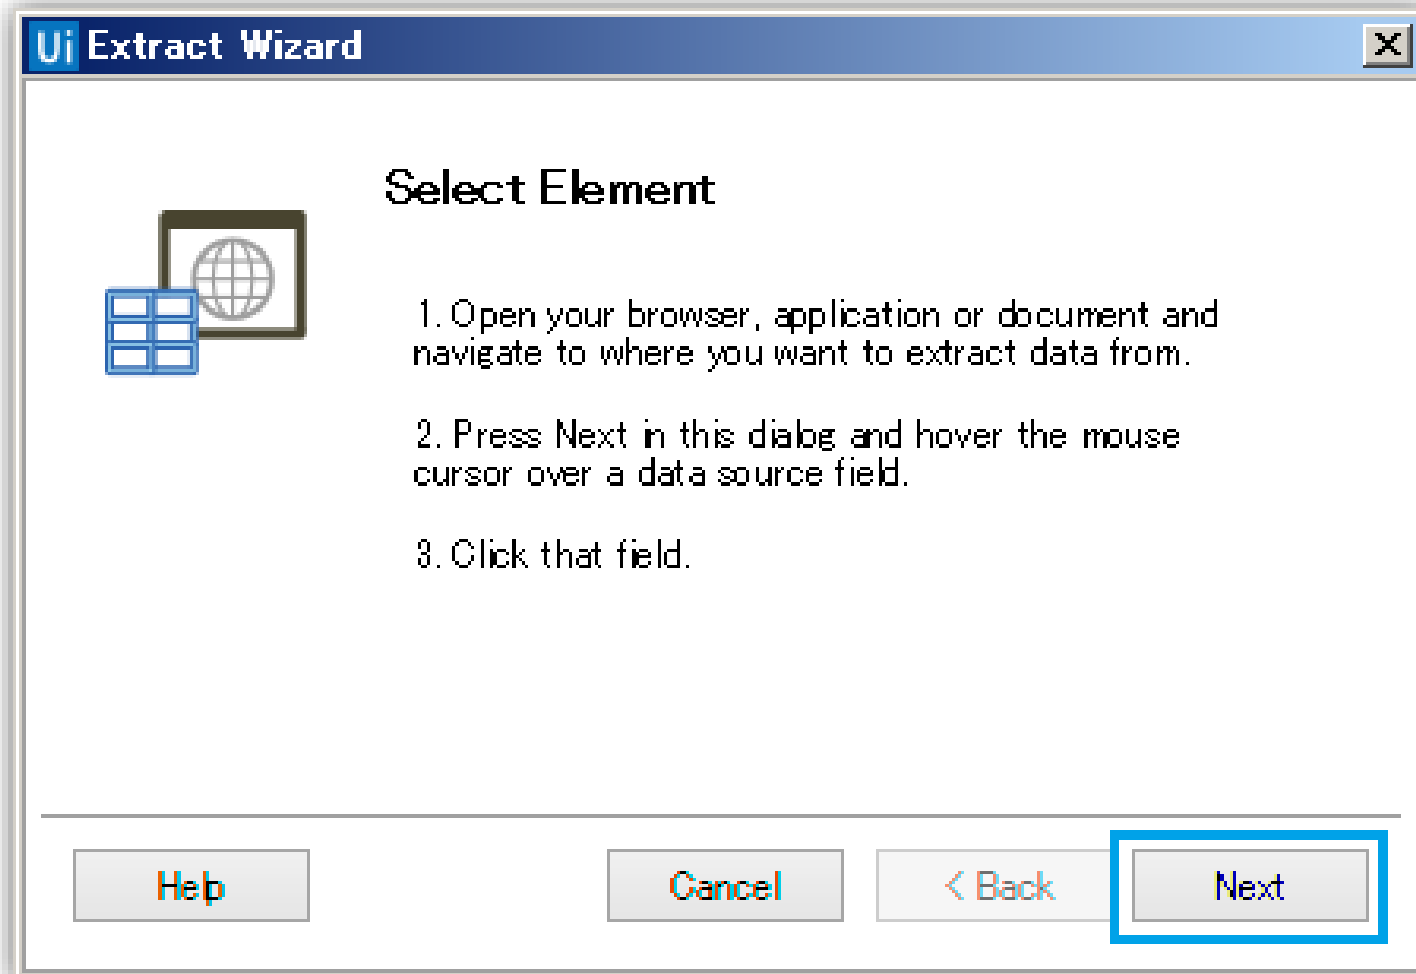 Ui Extract Wizard
Select Element
1. Open your browser, application or document and
navigate to where you want to extract data from.
2. Press Next in this dialog and hover the mouse
cursor over a data source field.
3. Click that field.
Help Cancel < Back Next